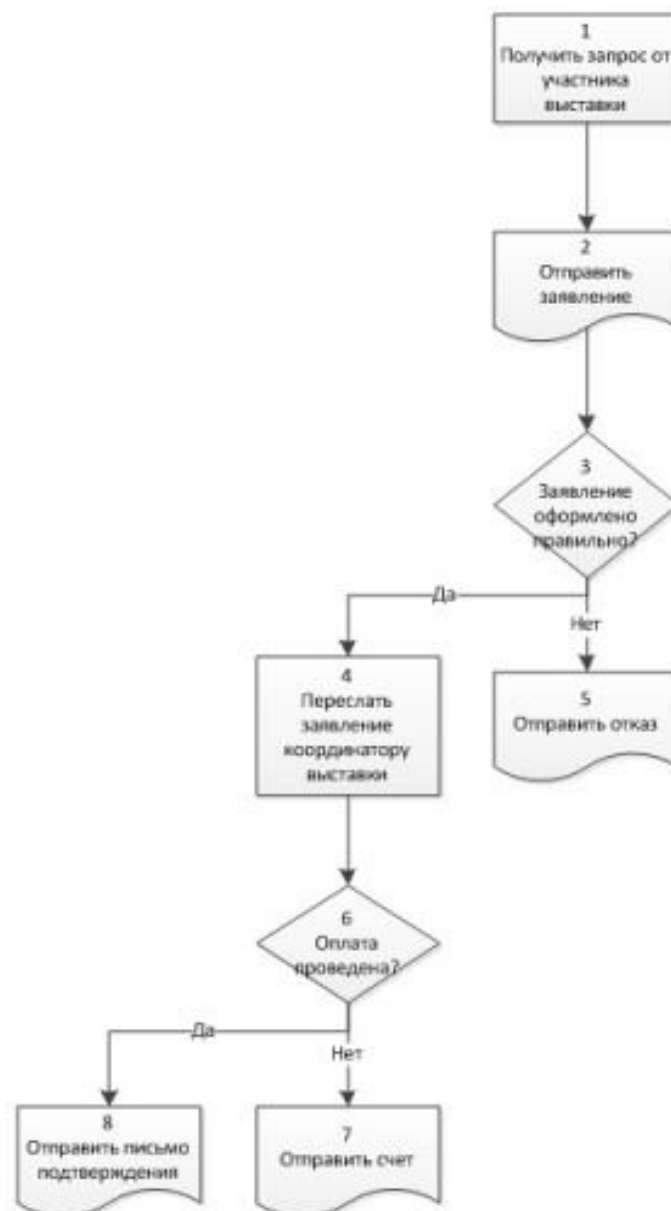 1
Получить запрос от
участника
выставки
2
Отправить
заявление
3
Заявление
оформлено
правильно?
Да
Нет
4
Переслать
заявление
координатору
выставки
5
Отправить отказ
6
Оплата
проведена?
Да
Нет
8
Отправить письмо
подтверждения
7
Отправить счет